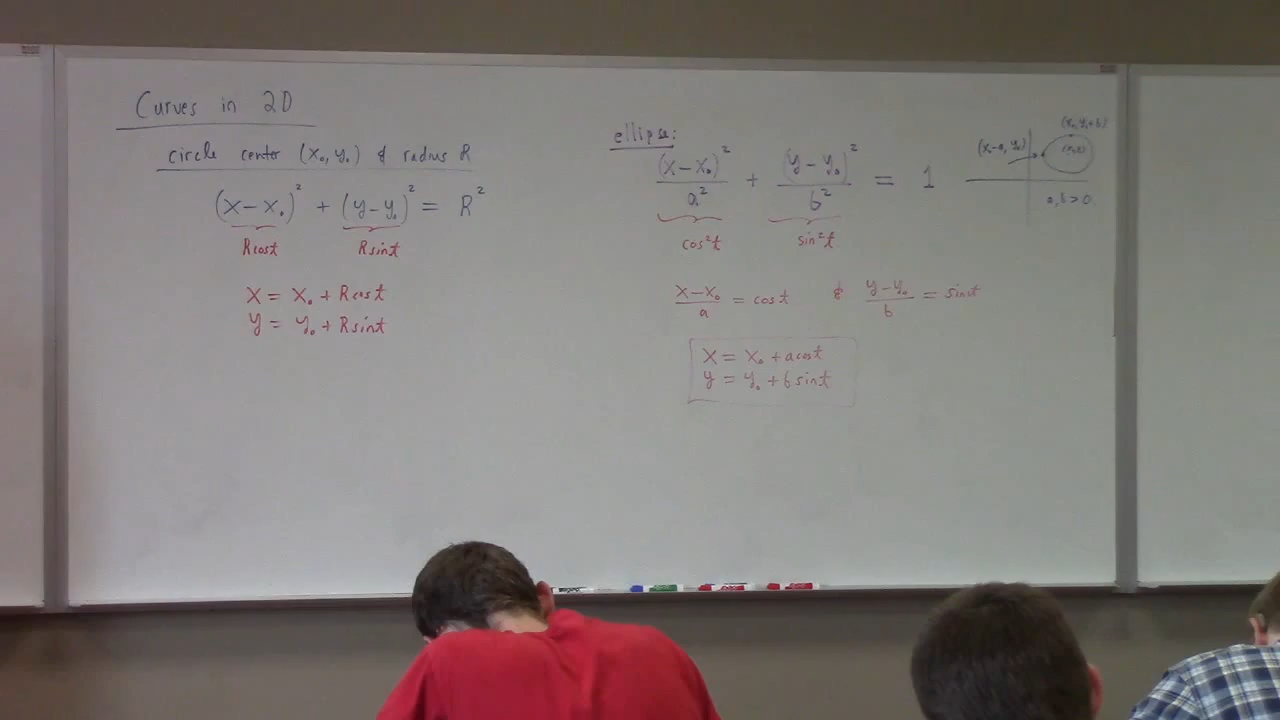 Curves in 2D
circle center (x₀, y₀) & radius R
(x-x₀)² + (y-y₀)² = R²
Rcost Rsint
x = x₀ + Rcost
y = y₀ + Rsint
ellipse:
(x-x₀)²/a² + (y-y₀)²/b² = 1
cos²t sin²t
(x-x₀)/a = cost & (y-y₀)/b = sint
x = x₀ + acost
y = y₀ + bsint
(x₀, y₀+b)
(x₀-a, y₀)
a, b > 0